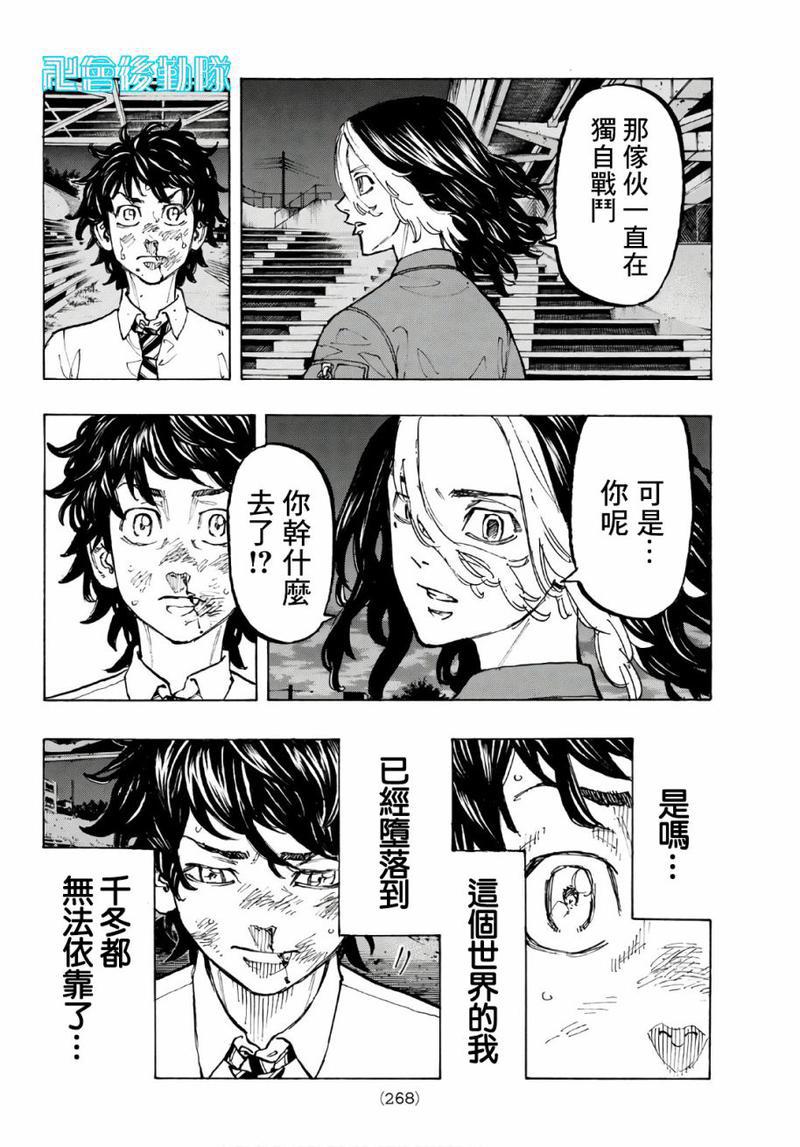 卍會後勤隊
那傢伙一直在
獨自戰鬥
可是…
你呢
你幹什麼
去了!?
是嗎…
這個世界的我
已經墮落到
千冬都
無法依靠了…
(268)